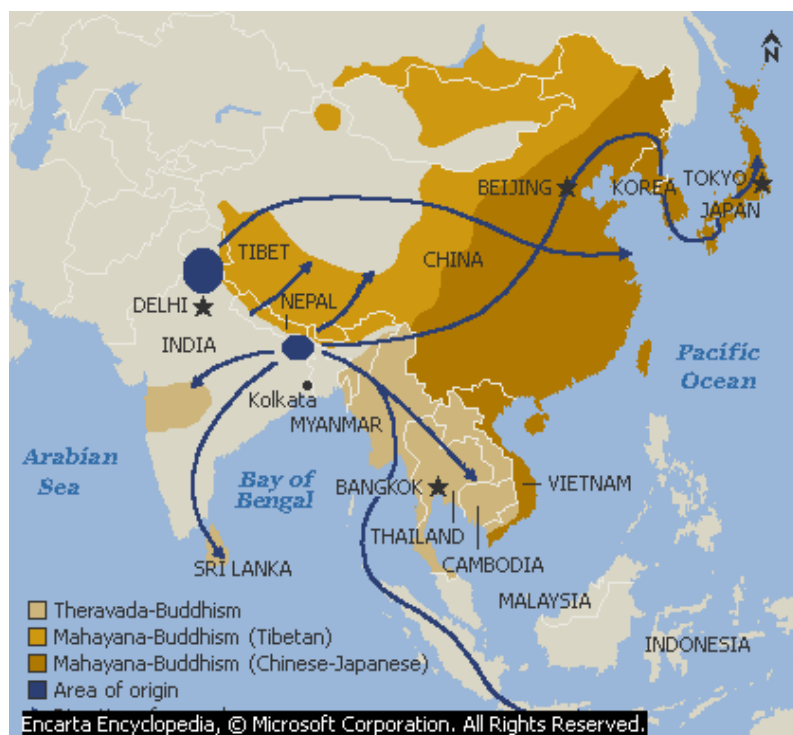 N
BEIJING
KOREA
TOKYO
JAPAN
TIBET
CHINA
DELHI
NEPAL
INDIA
Pacific
Ocean
Kolkata
MYANMAR
Arabian
Sea
Bay of
Bengal
BANGKOK
VIETNAM
THAILAND
CAMBODIA
SRI LANKA
MALAYSIA
INDONESIA
Theravada-Buddhism
Mahayana-Buddhism (Tibetan)
Mahayana-Buddhism (Chinese-Japanese)
Area of origin
Encarta Encyclopedia, © Microsoft Corporation. All Rights Reserved.